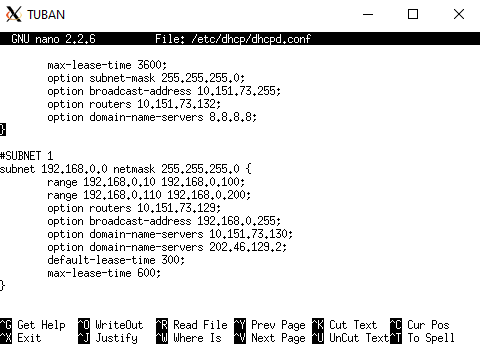 TUBAN
GNU nano 2.2.6 File: /etc/dhcp/dhcpd.conf
max-lease-time 3600;
option subnet-mask 255.255.255.0;
option broadcast-address 10.151.73.255;
option routers 10.151.73.132;
option domain-name-servers 8.8.8.8;
}
#SUBNET 1
subnet 192.168.0.0 netmask 255.255.255.0 {
range 192.168.0.10 192.168.0.100;
range 192.168.0.110 192.168.0.200;
option routers 10.151.73.129;
option broadcast-address 192.168.0.255;
option domain-name-servers 10.151.73.130;
option domain-name-servers 202.46.129.2;
default-lease-time 300;
max-lease-time 600;
}
^G Get Help ^O WriteOut ^R Read File ^Y Prev Page ^K Cut Text ^C Cur Pos
^X Exit ^J Justify ^W Where Is ^V Next Page ^U UnCut Text ^T To Spell